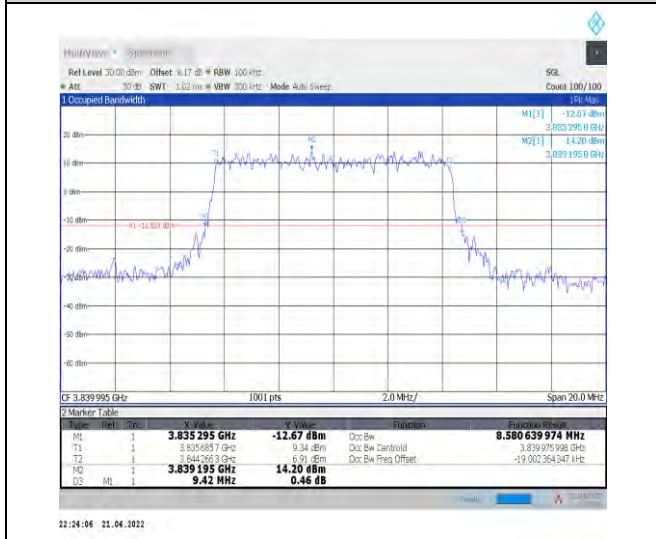 MultiView Spectrum
Ref Level 30.00 dBm Offset 8.17 dB RBW 100 kHz SGL
Att 30 dB SWT 1.02 ms VBW 300 kHz Mode Auto Sweep Count 100/100
1 Occupied Bandwidth 1Pk Max
M1[1] -12.67 dBm
3.835 295 0 GHz
M2[1] 14.20 dBm
3.839 195 0 GHz
20 dBm
M2
T1
10 dBm
0 dBm
M1
-10 dBm
-20 dBm
-40 dBm
-50 dBm
-60 dBm
CF 3.839 995 GHz 1001 pts 2.0 MHz/ Span 20.0 MHz
2 Marker Table
Type Ref Trc X-Value Y-Value Function Function Result
M1 1 3.835 295 GHz -12.67 dBm Occ Bw 8.580 639 974 MHz
T1 1 3.8356857 GHz 9.34 dBm Occ Bw Centroid 3.839 975 998 GHz
T2 1 3.8442663 GHz 6.91 dBm Occ Bw Freq Offset -19.002 364 347 kHz
M2 1 3.839 195 GHz 14.20 dBm
D3 M1 1 9.42 MHz 0.46 dB
22:24:06 21.04.2022